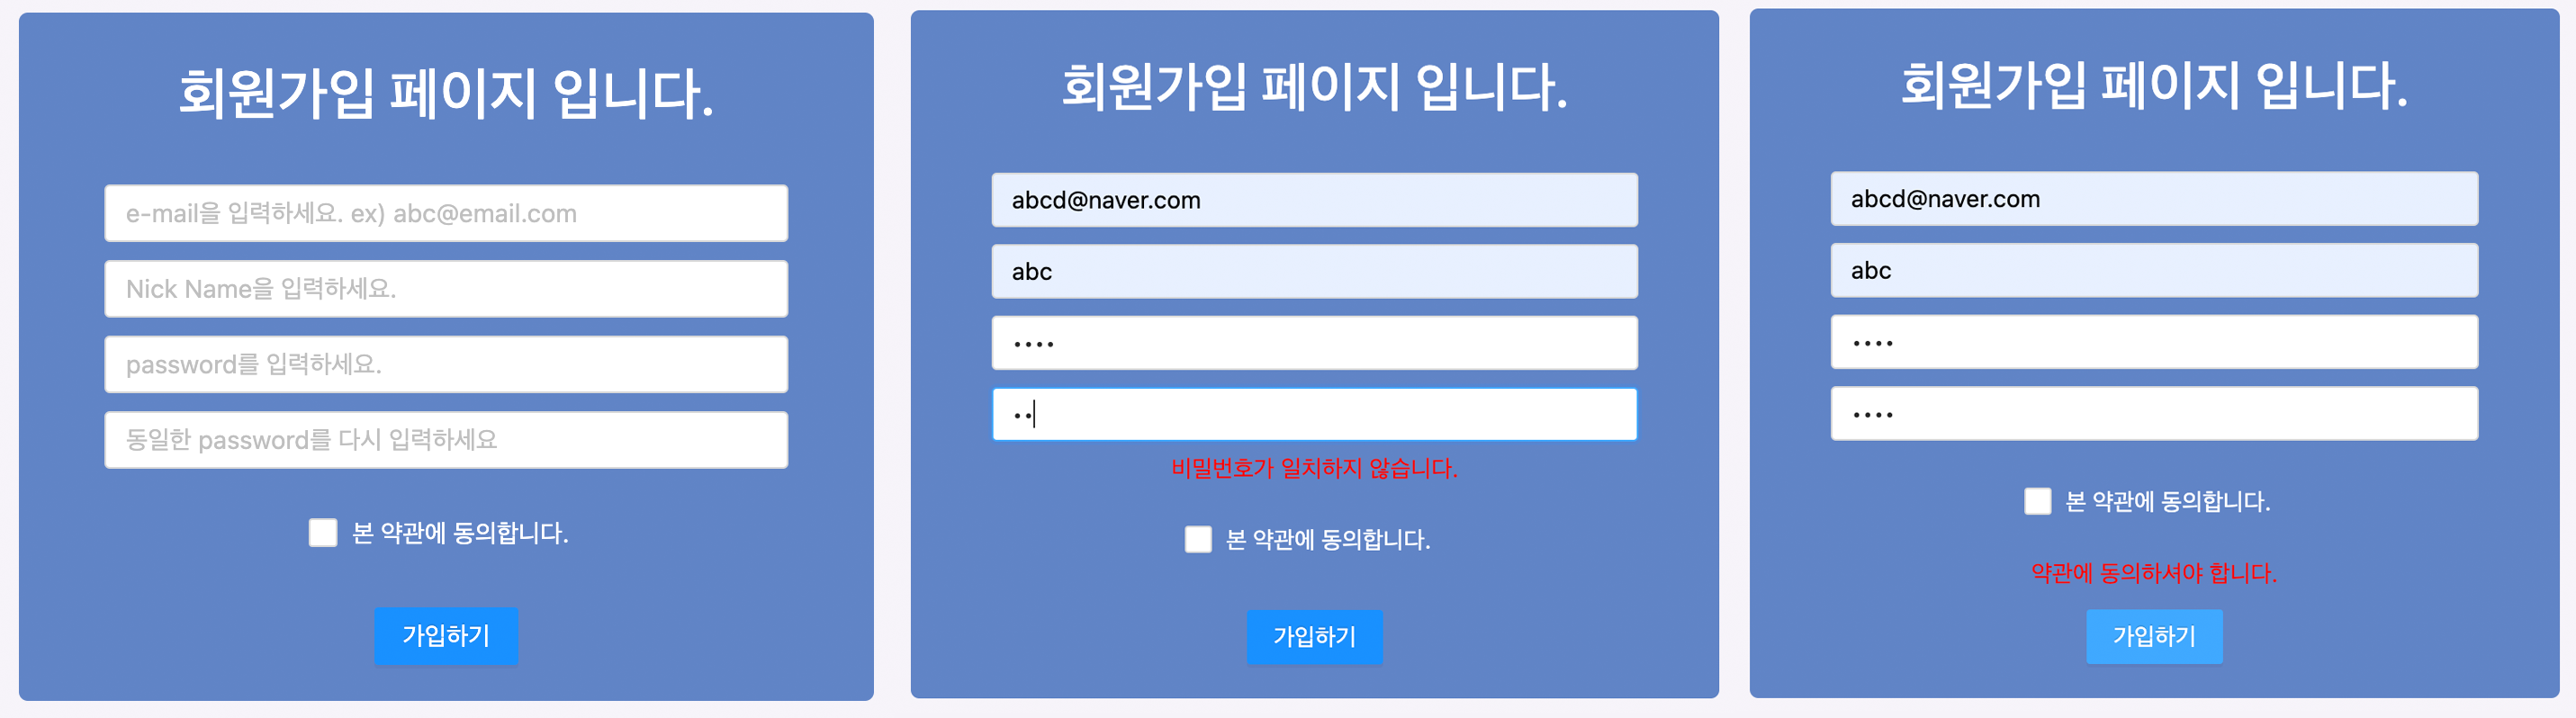 회원가입 페이지 입니다.
e-mail을 입력하세요. ex) abc@email.com
Nick Name을 입력하세요.
password를 입력하세요.
동일한 password를 다시 입력하세요
본 약관에 동의합니다.
가입하기
회원가입 페이지 입니다.
abcd@naver.com
abc
••••
••
비밀번호가 일치하지 않습니다.
본 약관에 동의합니다.
가입하기
회원가입 페이지 입니다.
abcd@naver.com
abc
••••
••••
본 약관에 동의합니다.
약관에 동의하셔야 합니다.
가입하기